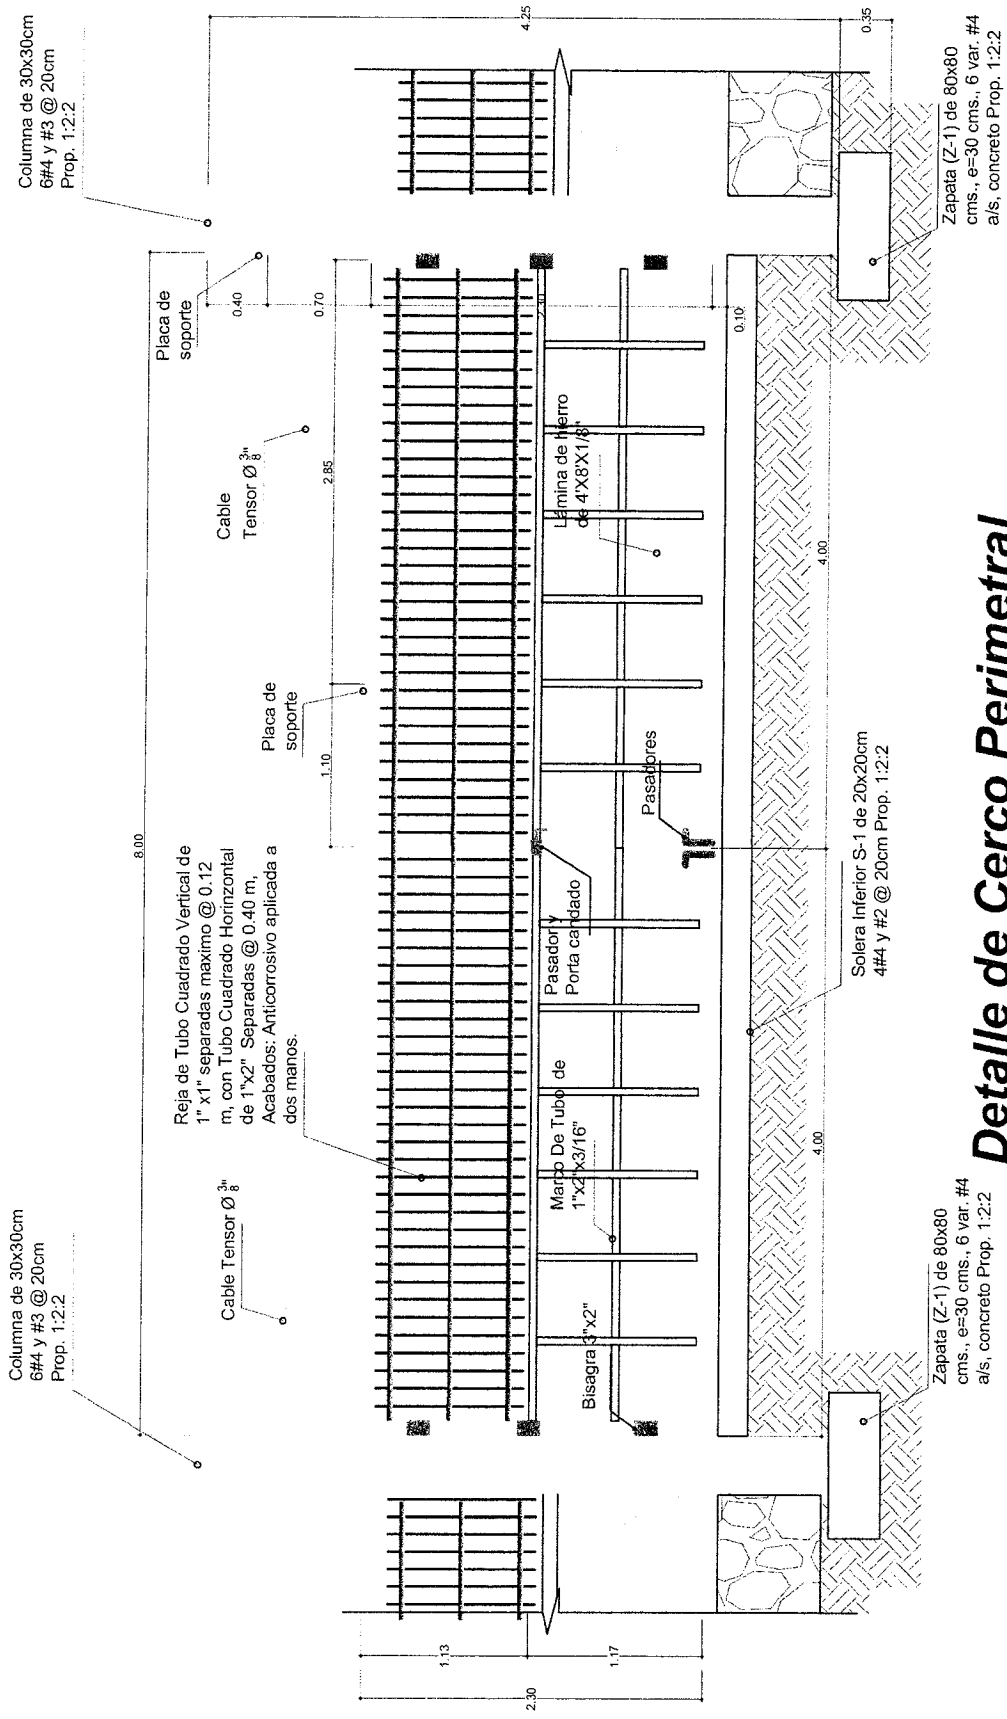 Columna de 30x30cm
6#4 y #3 @ 20cm
Prop. 1:2:2
8.00
Columna de 30x30cm
6#4 y #3 @ 20cm
Prop. 1:2:2
Cable Tensor Ø 3/8"
Reja de Tubo Cuadrado Vertical de
1" x1" separadas maximo @ 0.12
m, con Tubo Cuadrado Horinzontal
de 1"x2" Separadas @ 0.40 m,
Acabados: Anticorrosivo aplicada a
dos manos.
Placa de
soporte
Cable
Tensor Ø 3/8"
Placa de
soporte
0.40
0.70
1.10
2.85
4.25
0.35
1.13
1.17
2.30
Bisagra 3"x2"
Marco De Tubo de
1"x2"x3/16"
Pasador y
Porta candado
Pasadores
Lámina de hierro
de 4'X8'X1/8"
0.10
4.00
4.00
Solera Inferior S-1 de 20x20cm
4#4 y #2 @ 20cm Prop. 1:2:2
Zapata (Z-1) de 80x80
cms., e=30 cms., 6 var. #4
a/s, concreto Prop. 1:2:2
Zapata (Z-1) de 80x80
cms., e=30 cms., 6 var. #4
a/s, concreto Prop. 1:2:2
Detalle de Cerco Perimetral